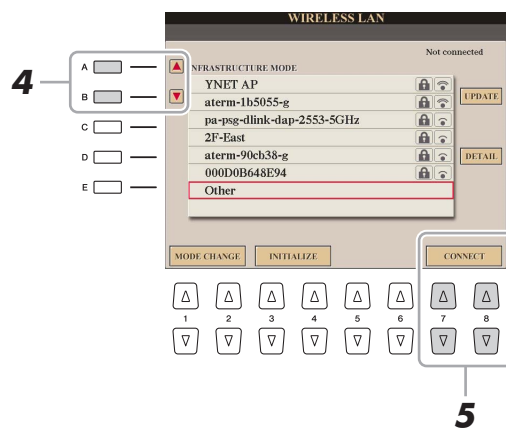 WIRELESS LAN
Not connected
4
A
B
C
D
E
NFRASTRUCTURE MODE
YNET AP
aterm-1b5055-g
pa-psg-dlink-dap-2553-5GHz
2F-East
aterm-90cb38-g
000D0B648E94
Other
UPDATE
DETAIL
MODE CHANGE
INITIALIZE
CONNECT
1 2 3 4 5 6 7 8
5